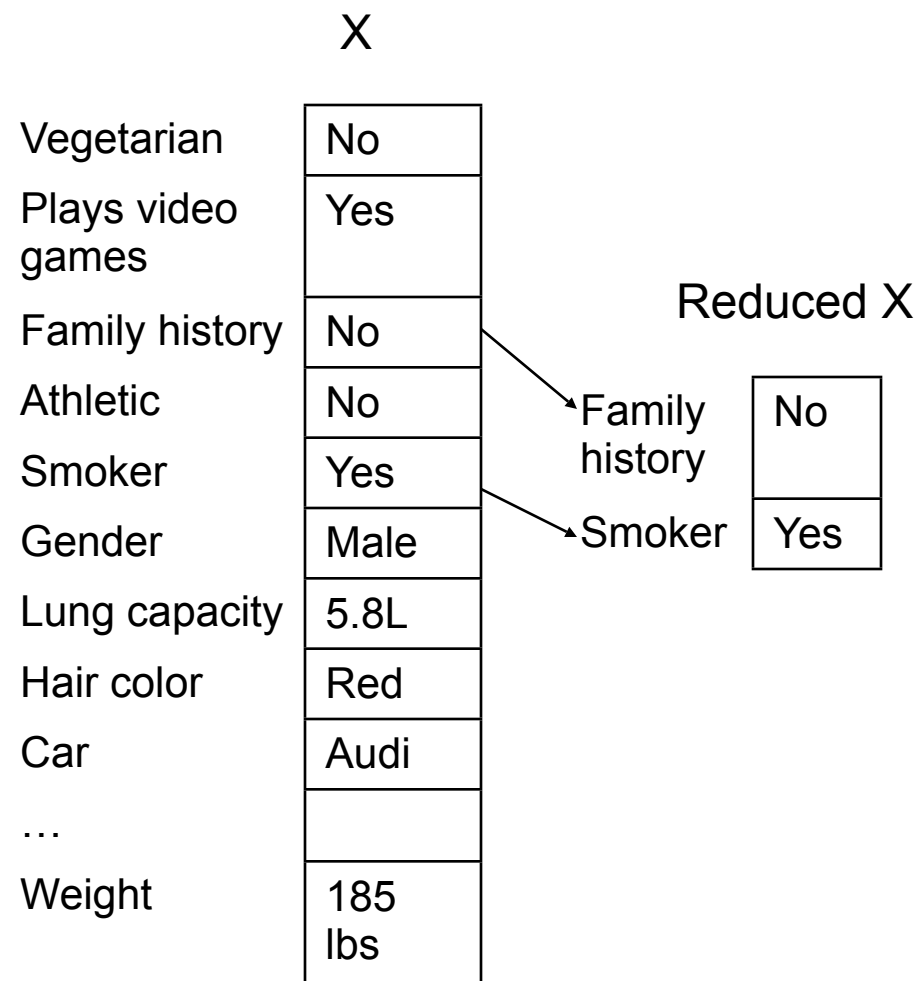 X
Vegetarian No
Plays video Yes
games
Family history No
Athletic No
Smoker Yes
Gender Male
Lung capacity 5.8L
Hair color Red
Car Audi
…
Weight 185
lbs
Reduced X
Family No
history
Smoker Yes